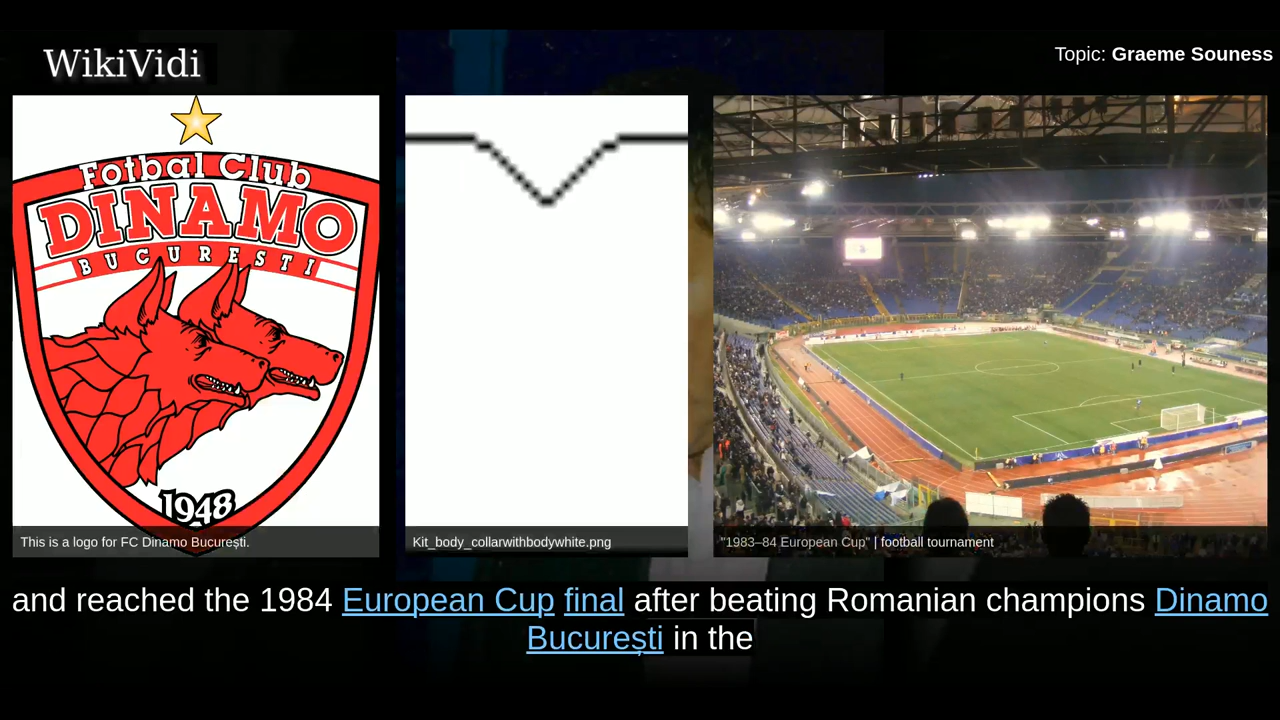 WikiVidi
Topic: Graeme Souness
Fotbal Club
DINAMO
BUCUREȘTI
1948
This is a logo for FC Dinamo București.
Kit_body_collarwithbodywhite.png
"1983–84 European Cup" | football tournament
and reached the 1984 European Cup final after beating Romanian champions Dinamo
București in the